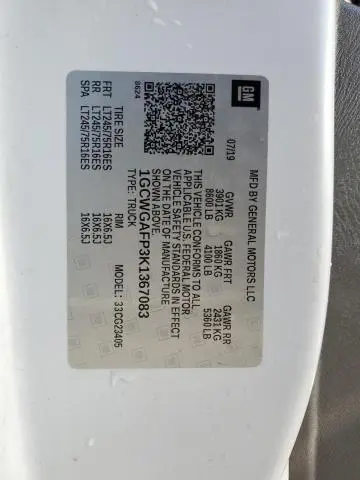 GM
MFD BY GENERAL MOTORS LLC
07/19
GVWR GAWR FRT GAWR RR
3901 KG 1860 KG 2431 KG
8600 LB 4100 LB 5360 LB
THIS VEHICLE CONFORMS TO ALL
APPLICABLE U.S. FEDERAL MOTOR
VEHICLE SAFETY STANDARDS IN EFFECT
ON THE DATE OF MANUFACTURE
SHOWN ABOVE.
1GCWGAFP3K1367083
TYPE: TRUCK
8624
MODEL: 33CG23405
TIRE SIZE RIM
FRT LT245/75R16ES 16X6.5J
RR LT245/75R16ES 16X6.5J
SPA LT245/75R16ES 16X6.5J